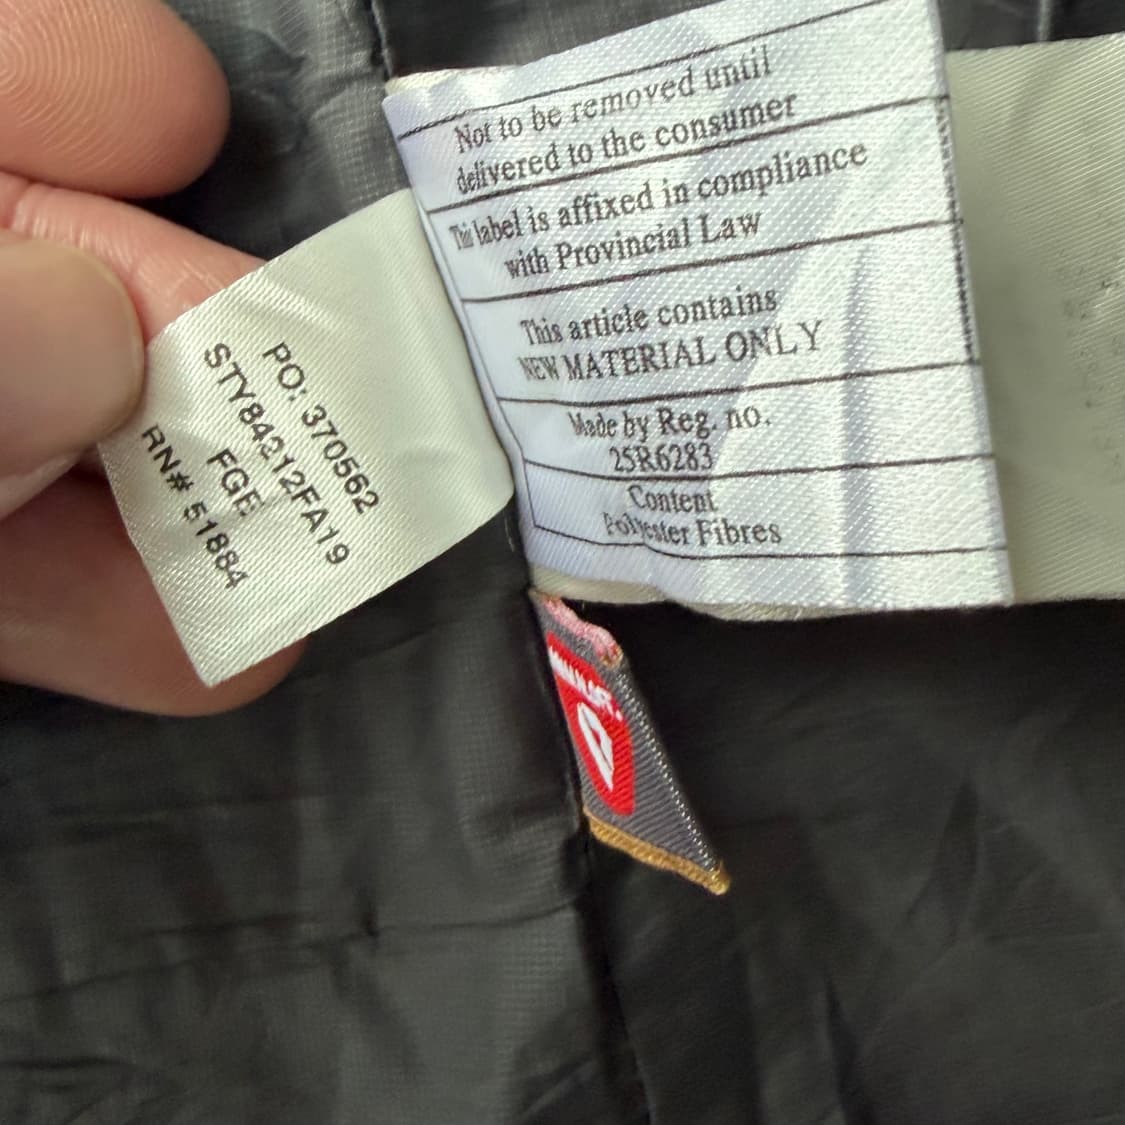 Not to be removed until
delivered to the consumer
This label is affixed in compliance
with Provincial Law
This article contains
NEW MATERIAL ONLY
Made by Reg. no.
25R6283
Content
Polyester Fibres
PO: 370562
STY84212FA19
FGE
RN# 51884